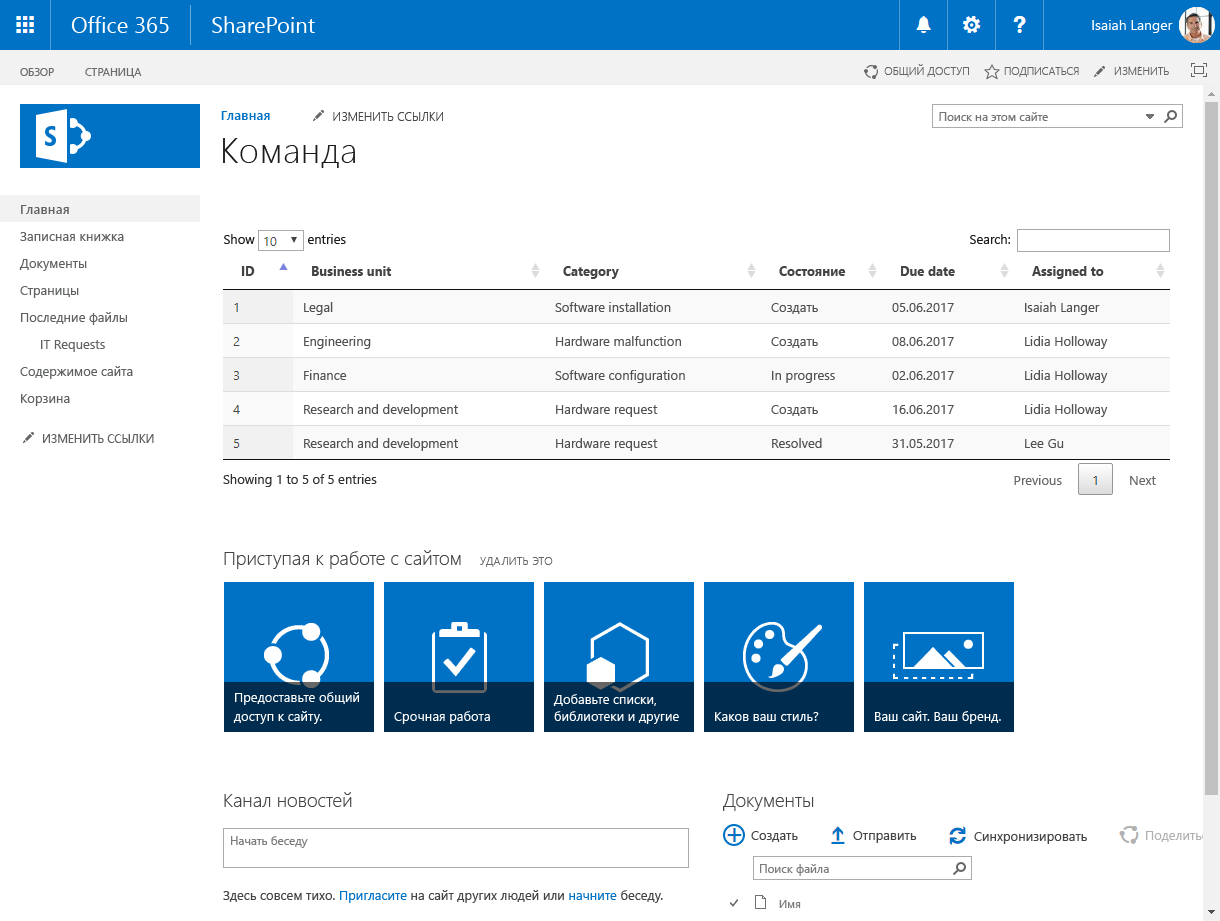 Office 365 SharePoint Isaiah Langer
ОБЗОР СТРАНИЦА ОБЩИЙ ДОСТУП ПОДПИСАТЬСЯ ИЗМЕНИТЬ
S
Главная ИЗМЕНИТЬ ССЫЛКИ Поиск на этом сайте
Команда
Главная
Записная книжка
Документы
Страницы
Последние файлы
IT Requests
Содержимое сайта
Корзина
ИЗМЕНИТЬ ССЫЛКИ
Show 10 entries Search:
ID Business unit Category Состояние Due date Assigned to
1 Legal Software installation Создать 05.06.2017 Isaiah Langer
2 Engineering Hardware malfunction Создать 08.06.2017 Lidia Holloway
3 Finance Software configuration In progress 02.06.2017 Lidia Holloway
4 Research and development Hardware request Создать 16.06.2017 Lidia Holloway
5 Research and development Hardware request Resolved 31.05.2017 Lee Gu
Showing 1 to 5 of 5 entries Previous 1 Next
Приступая к работе с сайтом УДАЛИТЬ ЭТО
Предоставьте общий
доступ к сайту.
Срочная работа
Добавьте списки,
библиотеки и другие
Каков ваш стиль?
Ваш сайт. Ваш бренд.
Канал новостей
Начать беседу
Здесь совсем тихо. Пригласите на сайт других людей или начните беседу.
Документы
Создать Отправить Синхронизировать Поделить
Поиск файла
Имя